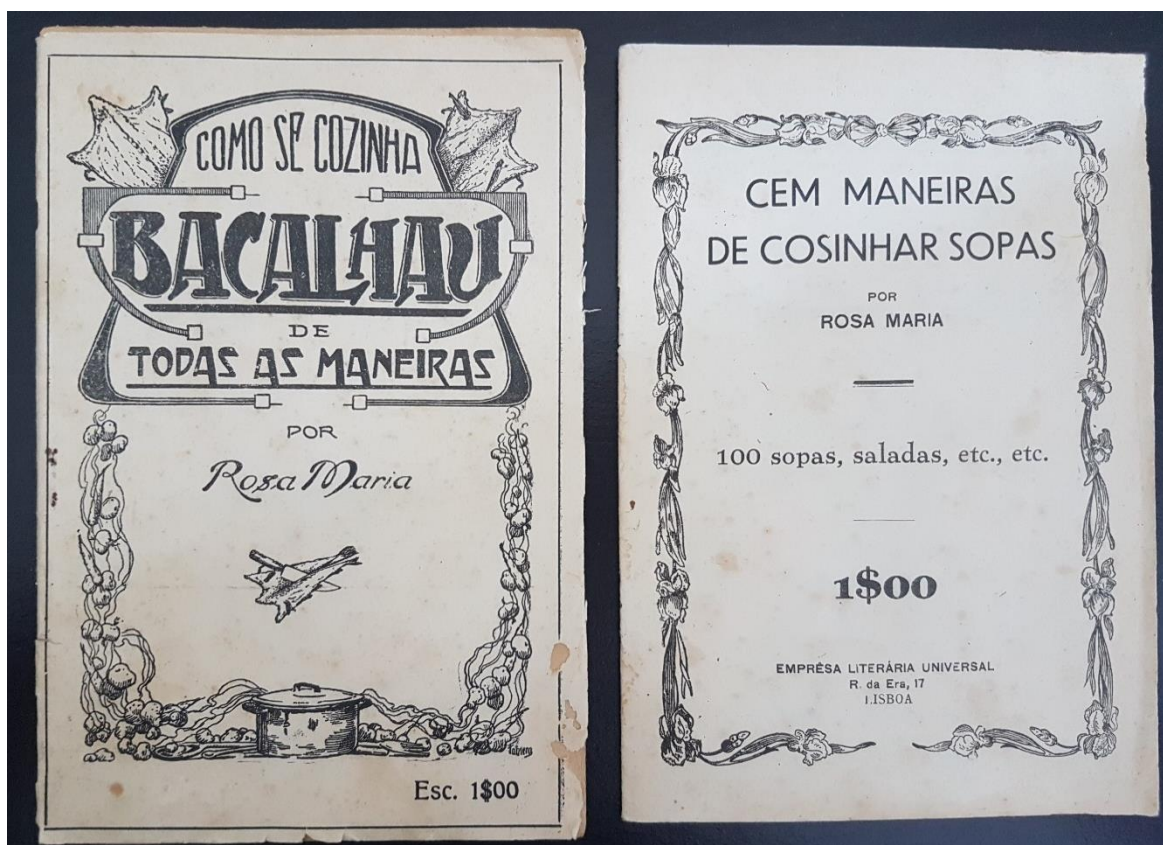 COMO SE COZINHA
BACALHAU
DE
TODAS AS MANEIRAS
POR
Rosa Maria
Esc. 1$00
CEM MANEIRAS
DE COSINHAR SOPAS
POR
ROSA MARIA
100 sopas, saladas, etc., etc.
1$00
EMPRÊSA LITERÁRIA UNIVERSAL
R. da Era, 17
LISBOA